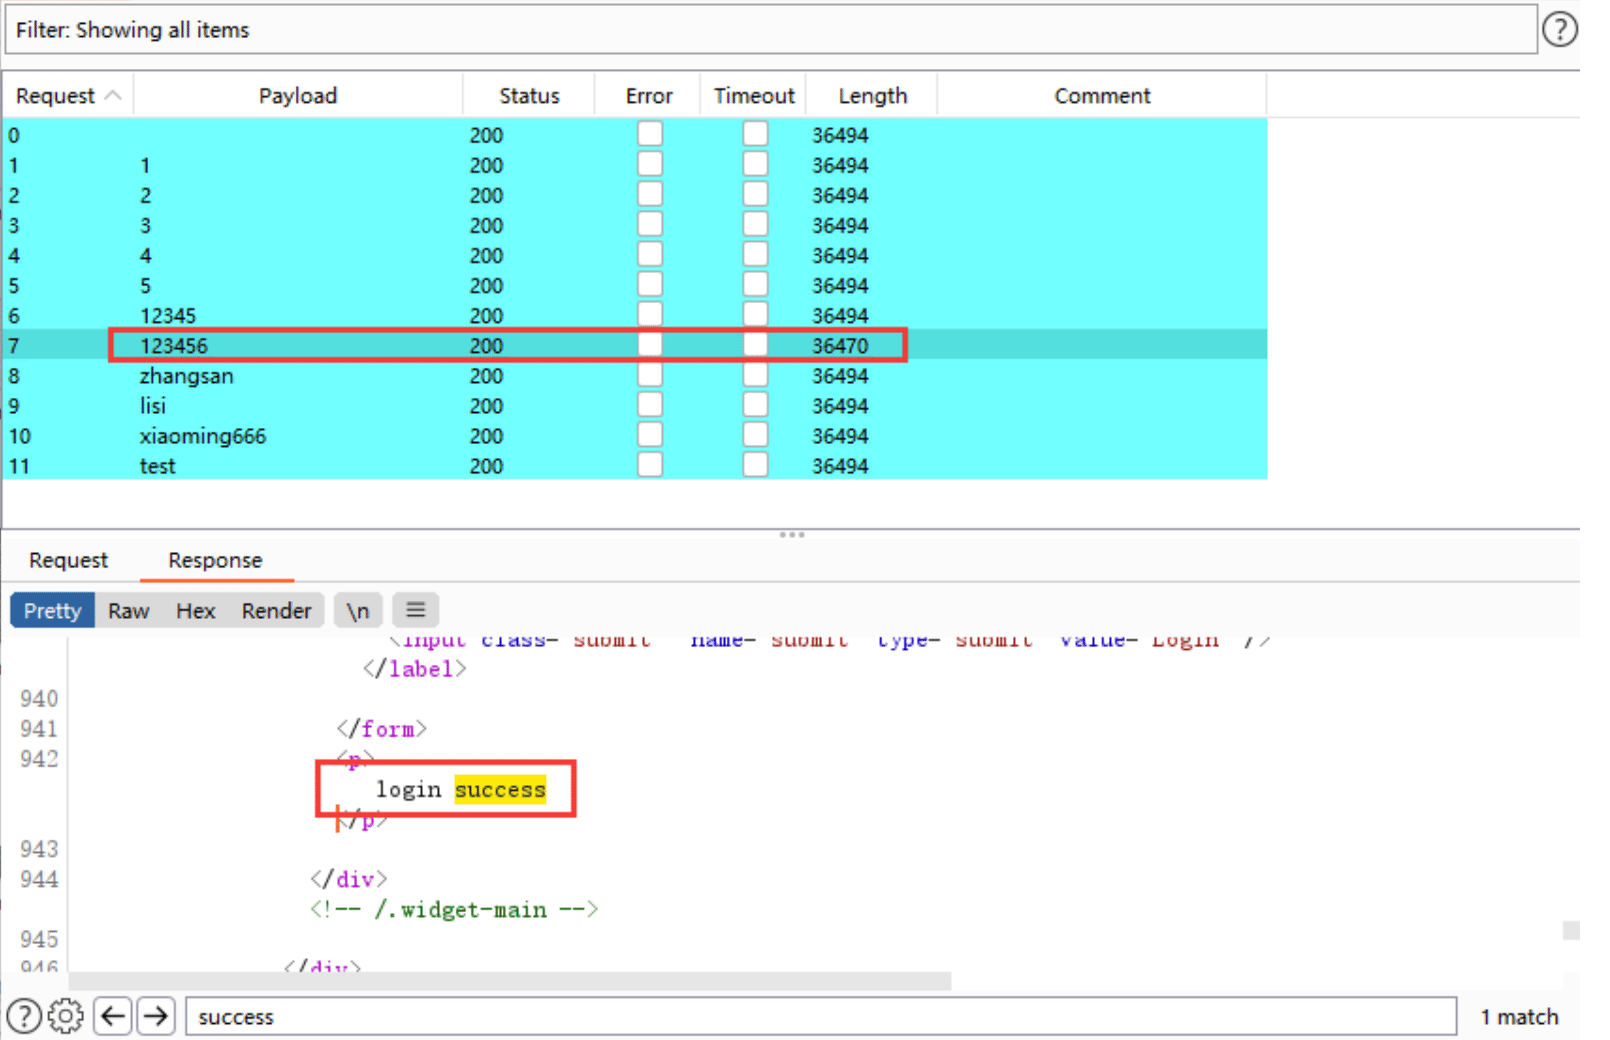 Filter: Showing all items
Request Payload Status Error Timeout Length Comment
0 200 36494
1 1 200 36494
2 2 200 36494
3 3 200 36494
4 4 200 36494
5 5 200 36494
6 12345 200 36494
7 123456 200 36470
8 zhangsan 200 36494
9 lisi 200 36494
10 xiaoming666 200 36494
11 test 200 36494
Request Response
Pretty Raw Hex Render \n
<input class= submit name= submit type= submit value= Login />
</label>
940
941 </form>
942 <p>
login success
</p>
943
944 </div>
<!-- /.widget-main -->
945
946 </div>
success 1 match